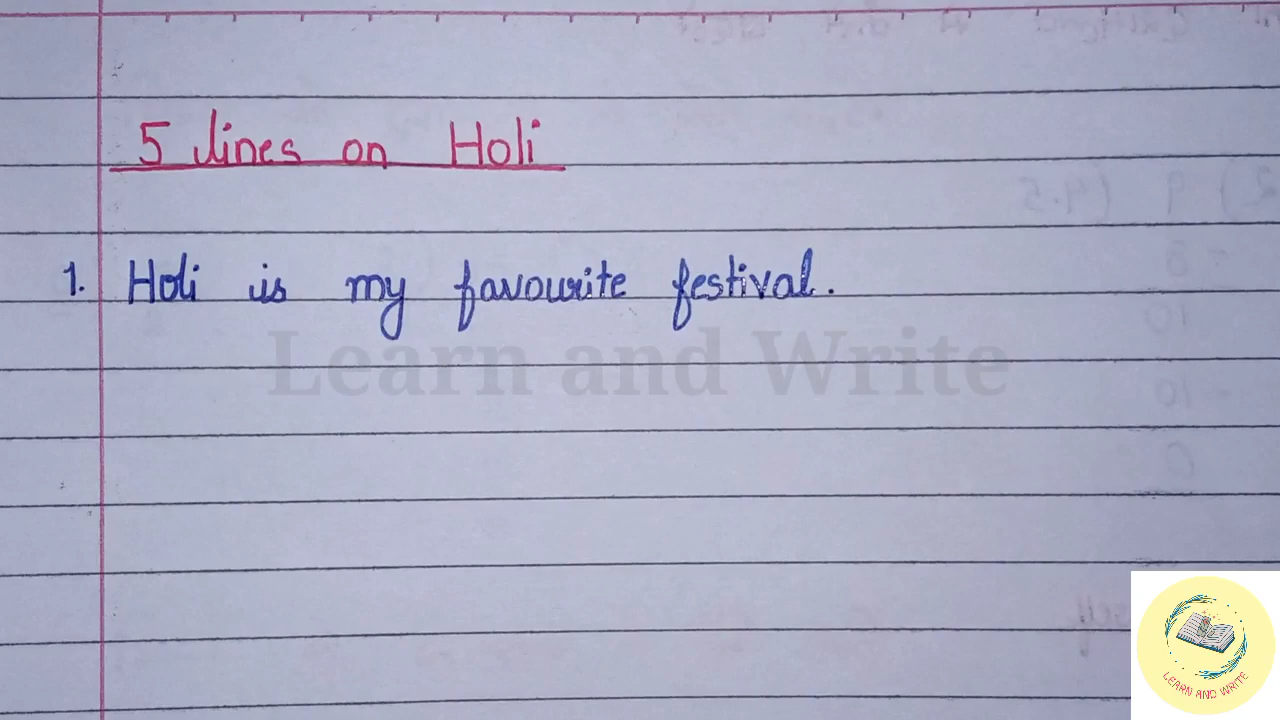 5 lines on Holi
1. Holi is my favourite festival.
Learn and Write
LEARN AND WRITE